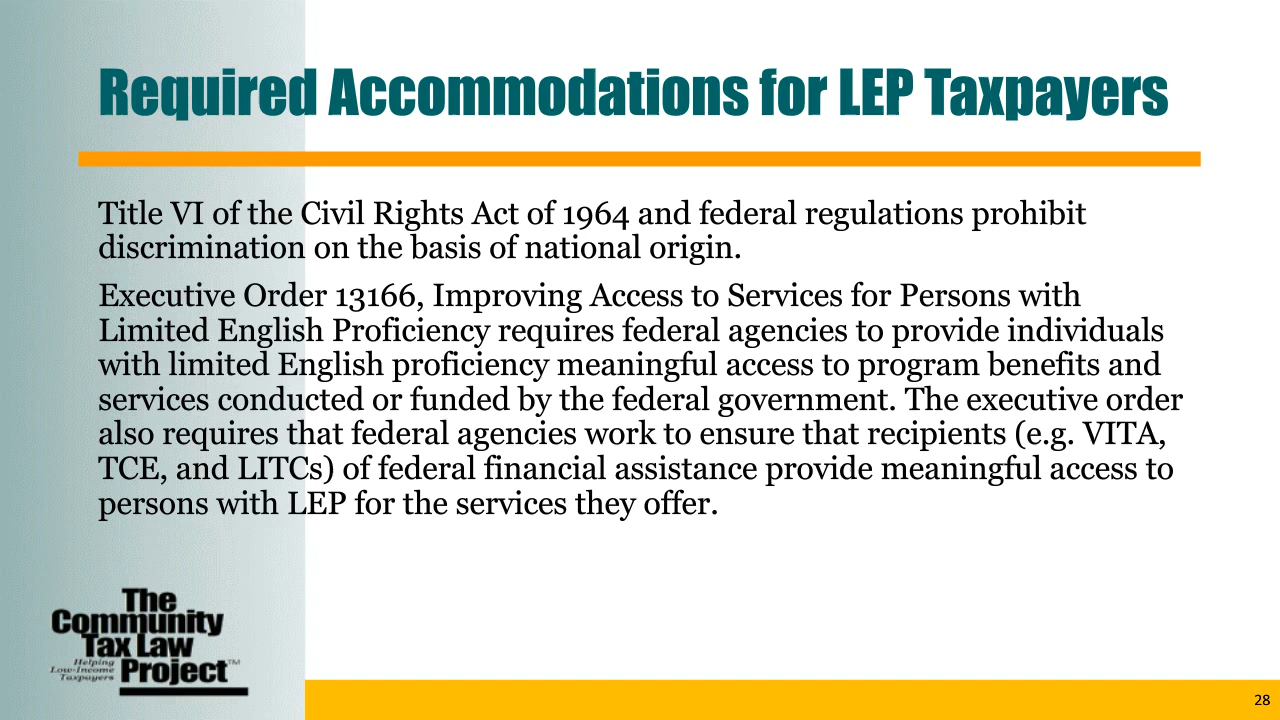 Required Accommodations for LEP Taxpayers
Title VI of the Civil Rights Act of 1964 and federal regulations prohibit
discrimination on the basis of national origin.
Executive Order 13166, Improving Access to Services for Persons with
Limited English Proficiency requires federal agencies to provide individuals
with limited English proficiency meaningful access to program benefits and
services conducted or funded by the federal government. The executive order
also requires that federal agencies work to ensure that recipients (e.g. VITA,
TCE, and LITCs) of federal financial assistance provide meaningful access to
persons with LEP for the services they offer.
The
Community
Tax Law
Project™
Helping
Low-Income
Taxpayers
28